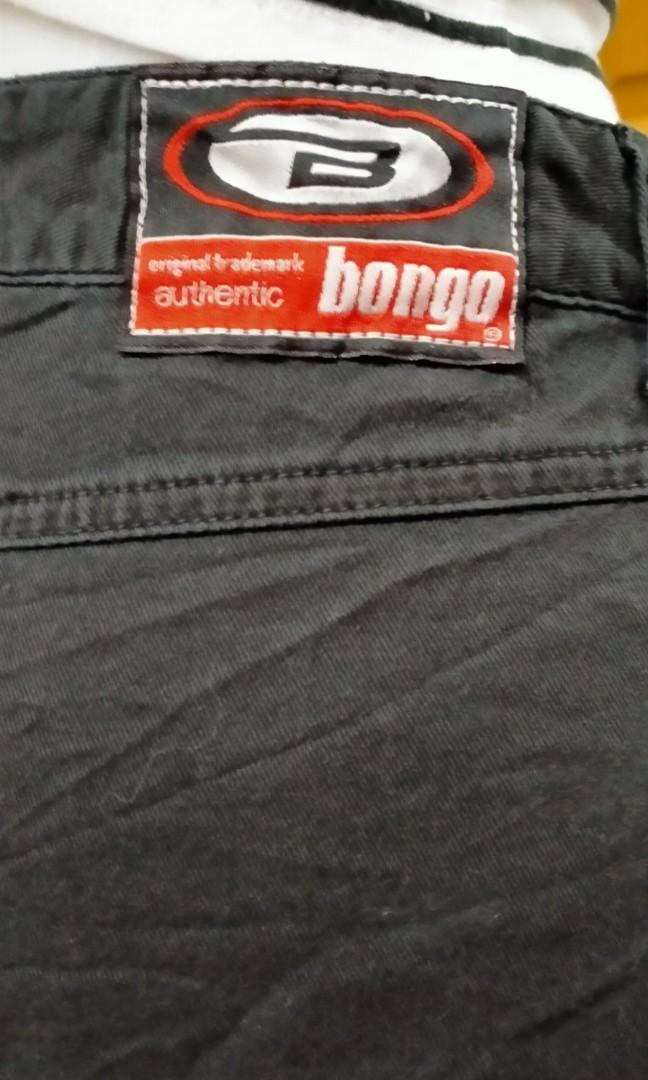 B
original trademark
authentic
bongo
®